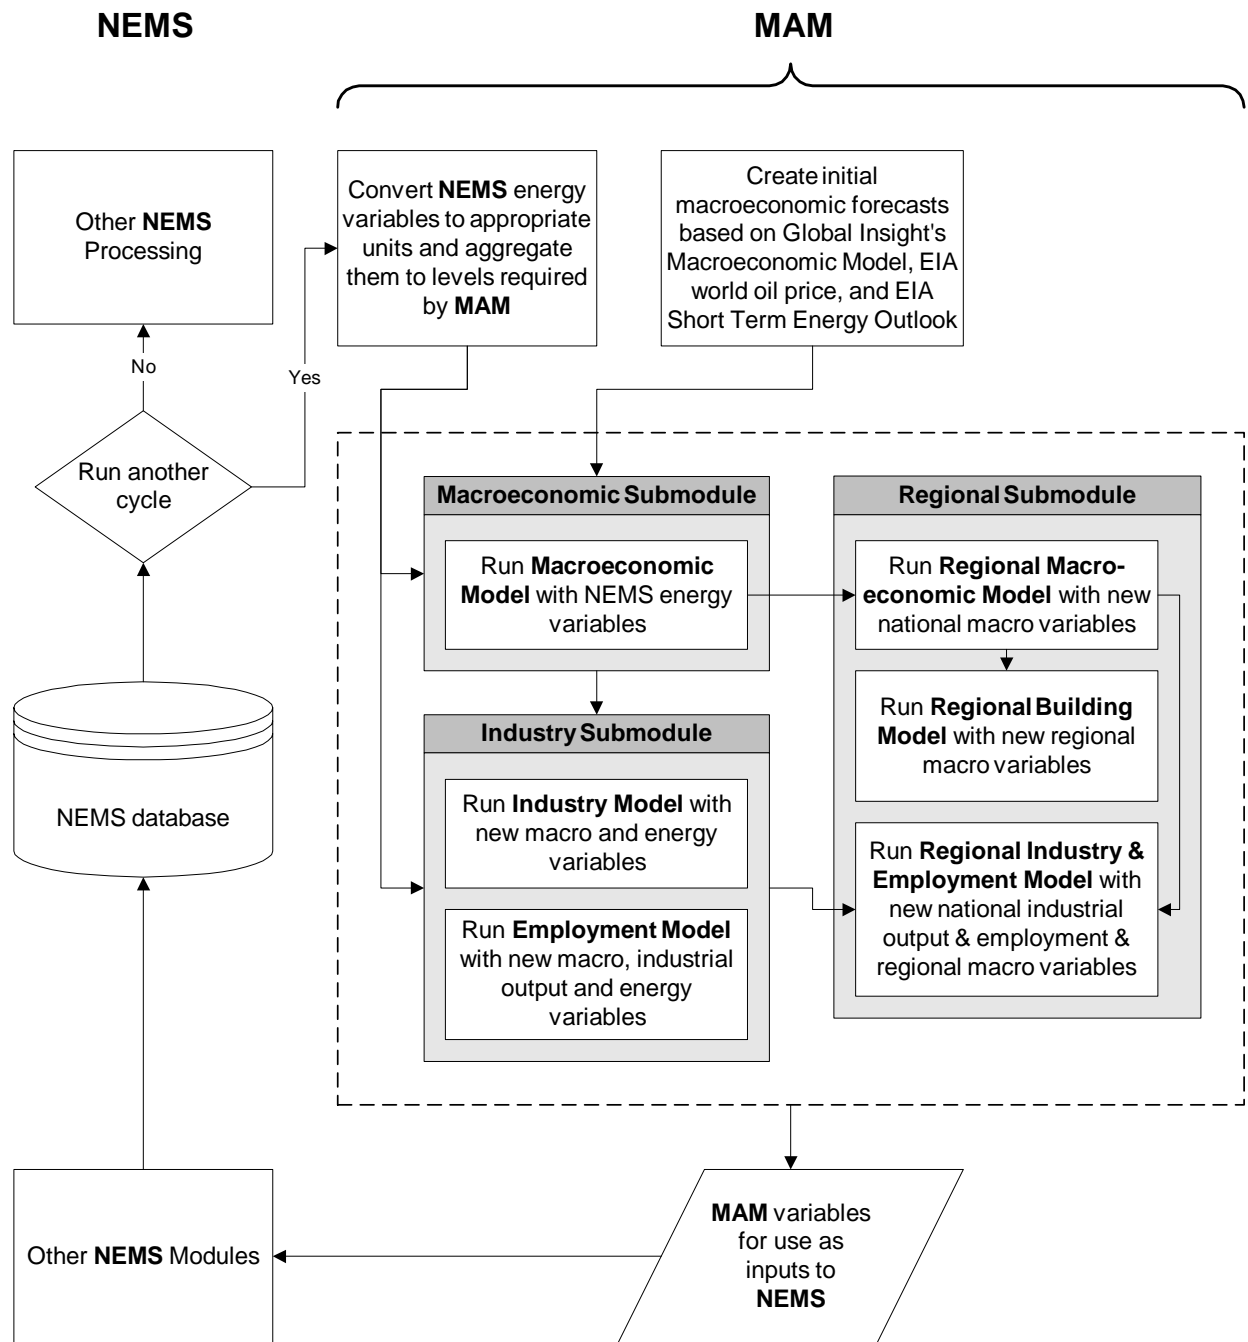 NEMS
MAM
Other NEMS
Processing
Convert NEMS energy
variables to appropriate
units and aggregate
them to levels required
by MAM
Create initial
macroeconomic forecasts
based on Global Insight's
Macroeconomic Model, EIA
world oil price, and EIA
Short Term Energy Outlook
No
Yes
Run another
cycle
Macroeconomic Submodule
Run Macroeconomic
Model with NEMS energy
variables
Regional Submodule
Run Regional Macro-
economic Model with new
national macro variables
Run Regional Building
Model with new regional
macro variables
Industry Submodule
Run Industry Model with
new macro and energy
variables
Run Employment Model
with new macro, industrial
output and energy
variables
Run Regional Industry &
Employment Model with
new national industrial
output & employment &
regional macro variables
NEMS database
Other NEMS Modules
MAM variables
for use as
inputs to
NEMS